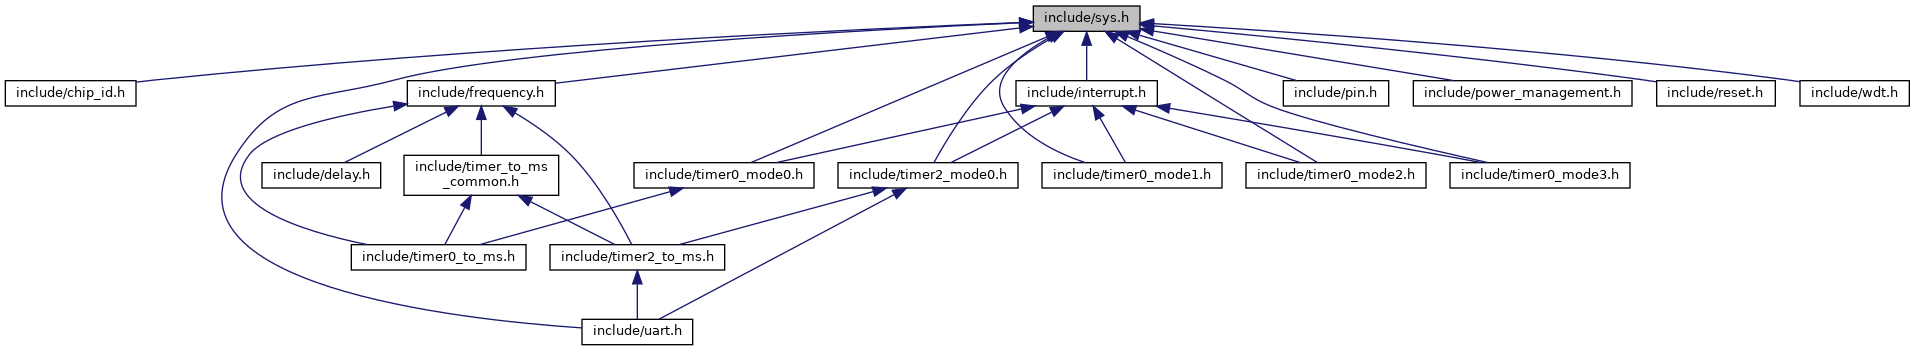 include/sys.h
include/chip_id.h
include/frequency.h
include/interrupt.h
include/pin.h
include/power_management.h
include/reset.h
include/wdt.h
include/delay.h
include/timer_to_ms
_common.h
include/timer0_mode0.h
include/timer2_mode0.h
include/timer0_mode1.h
include/timer0_mode2.h
include/timer0_mode3.h
include/timer0_to_ms.h
include/timer2_to_ms.h
include/uart.h